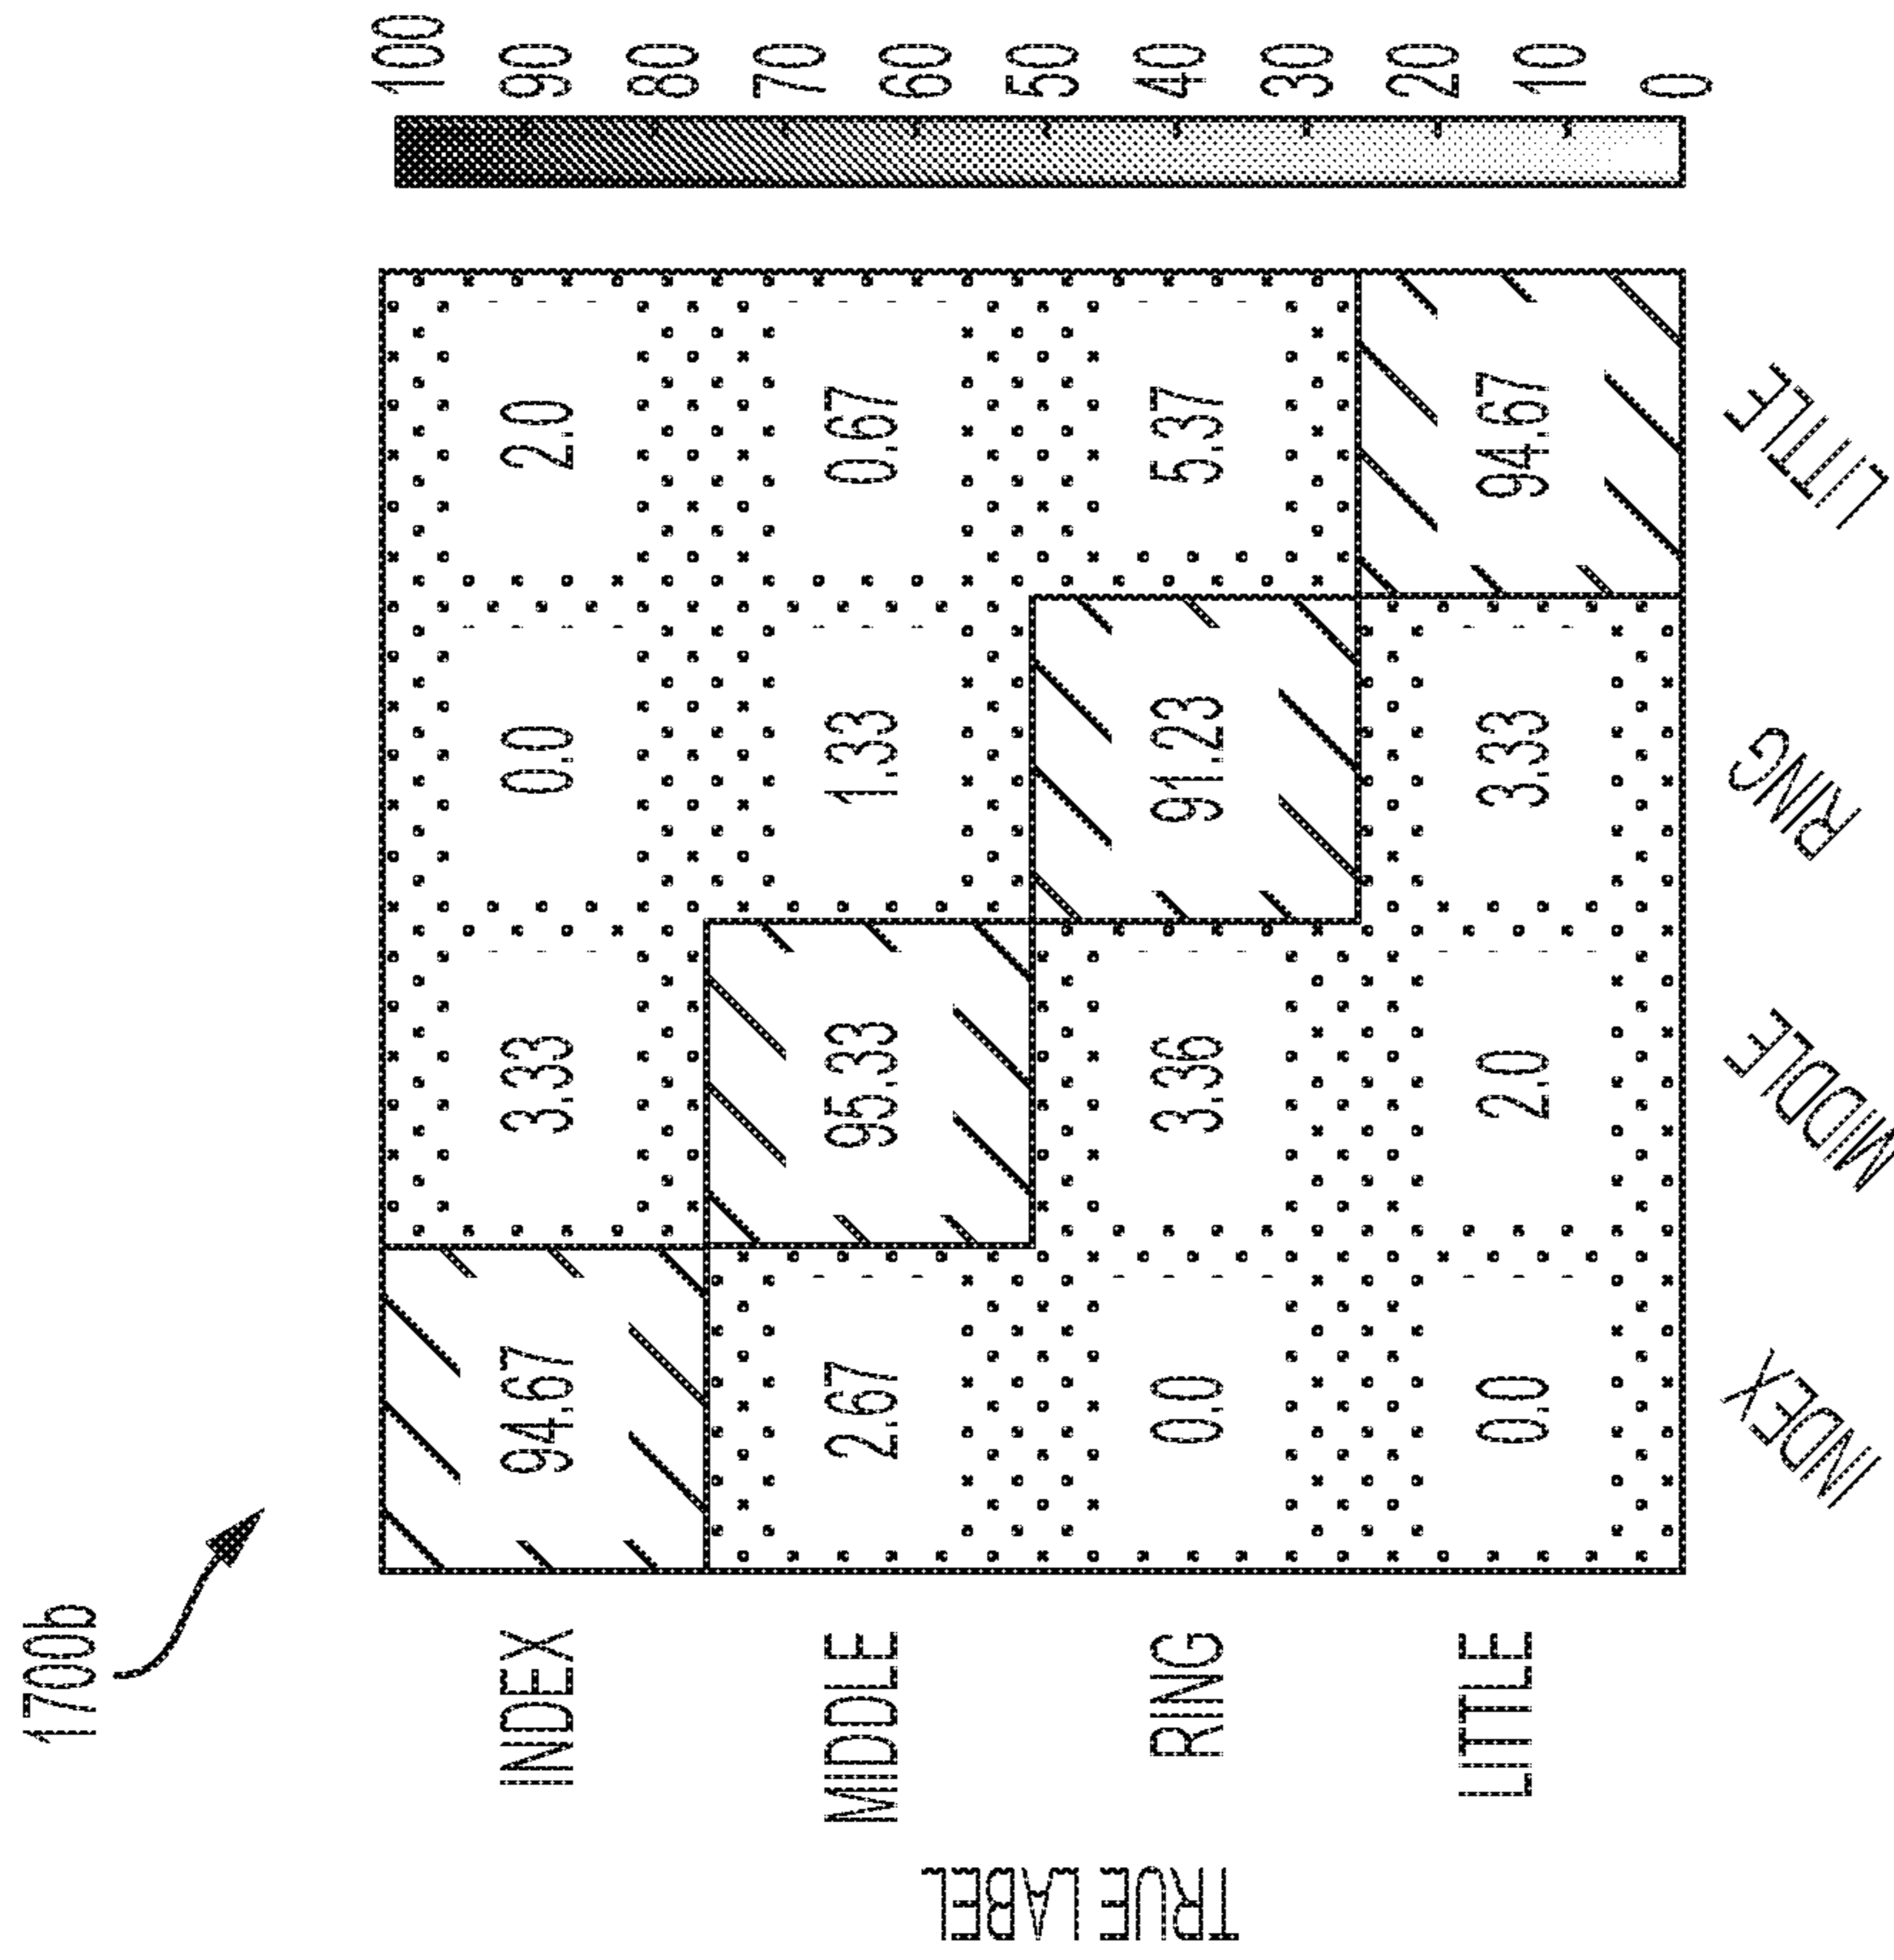 1700b
TRUE LABEL
INDEX 94.67 3.33 0.0 2.0
MIDDLE 2.67 95.33 1.33 0.67
RING 0.0 3.36 91.23 5.37
LITTLE 0.0 2.0 3.33 94.67
INDEX MIDDLE RING LITTLE
100
90
80
70
60
50
40
30
20
10
0